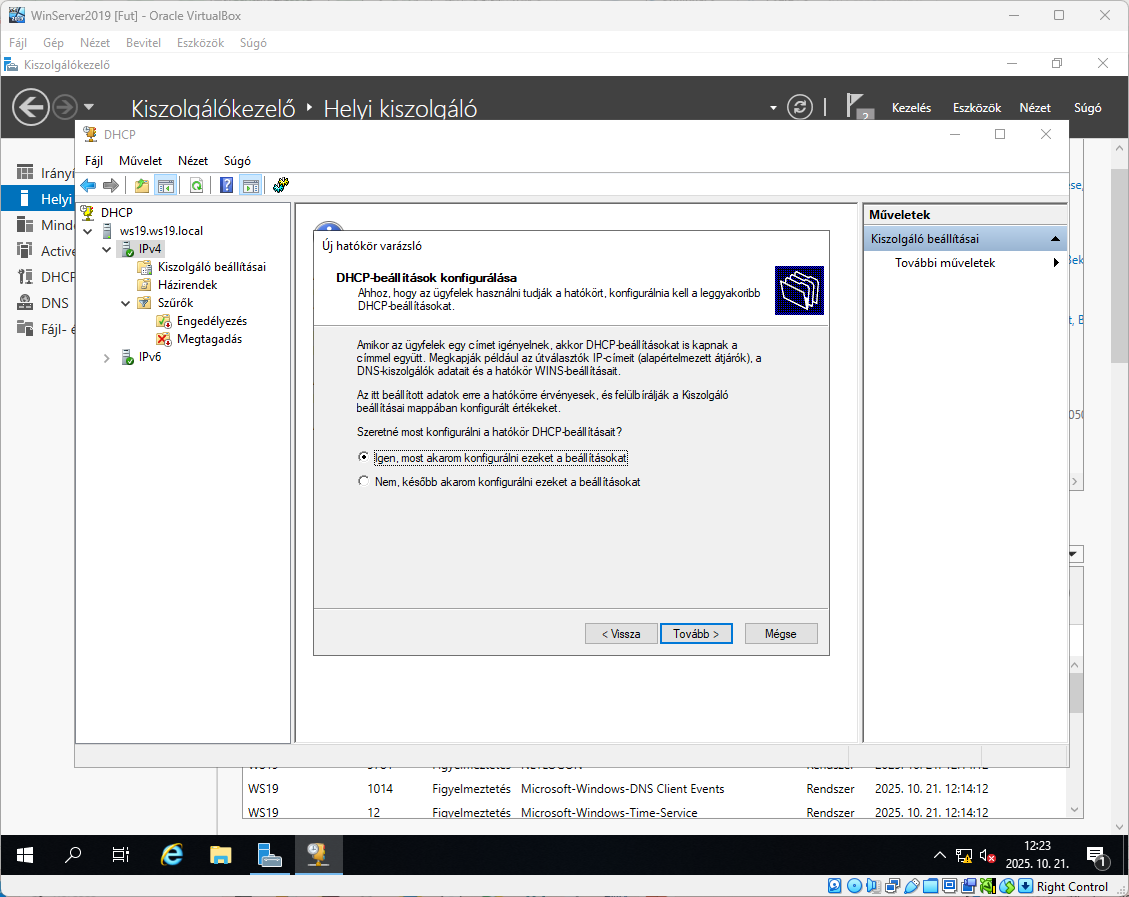 WinServer2019 [Fut] - Oracle VirtualBox
Fájl Gép Nézet Bevitel Eszközök Súgó
Kiszolgálókezelő
Kiszolgálókezelő Helyi kiszolgáló
Kezelés Eszközök Nézet Súgó
DHCP
Fájl Művelet Nézet Súgó
Helyi
DHCP
DNS
DHCP
ws19.ws19.local
IPv4
Kiszolgáló beállításai
Házirendek
Szűrők
Engedélyezés
Megtagadás
IPv6
Új hatókör varázsló
DHCP-beállítások konfigurálása
Ahhoz, hogy az ügyfelek használni tudják a hatókört, konfigurálnia kell a leggyakoribb
DHCP-beállításokat.
Amikor az ügyfelek egy címet igényelnek, akkor DHCP-beállításokat is kapnak a
címmel együtt. Megkapják például az útválasztók IP-címeit (alapértelmezett átjárók), a
DNS-kiszolgálók adatait és a hatókör WINS-beállításait.
Az itt beállított adatok erre a hatókörre érvényesek, és felülbírálják a Kiszolgáló
beállításai mappában konfigurált értékeket.
Szeretné most konfigurálni a hatókör DHCP-beállításait?
Igen, most akarom konfigurálni ezeket a beállításokat
Nem, később akarom konfigurálni ezeket a beállításokat
< Vissza Tovább > Mégse
Műveletek
Kiszolgáló beállításai
További műveletek
WS19 1014 Figyelmeztetés Microsoft-Windows-DNS Client Events Rendszer 2025. 10. 21. 12:14:12
WS19 12 Figyelmeztetés Microsoft-Windows-Time-Service Rendszer 2025. 10. 21. 12:14:12
12:23
2025. 10. 21.
1
Right Control